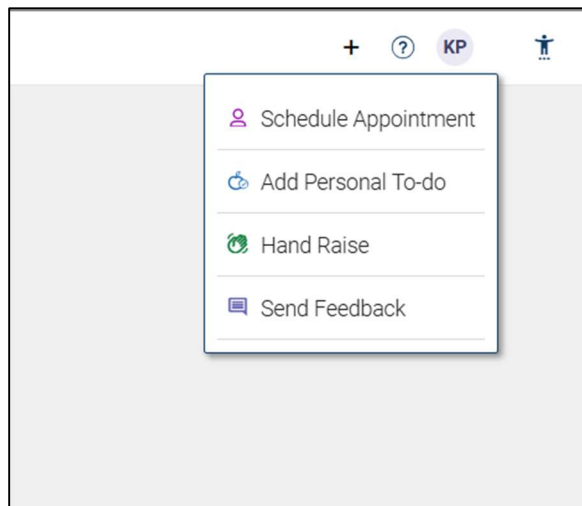 + ? KP
Schedule Appointment
Add Personal To-do
Hand Raise
Send Feedback